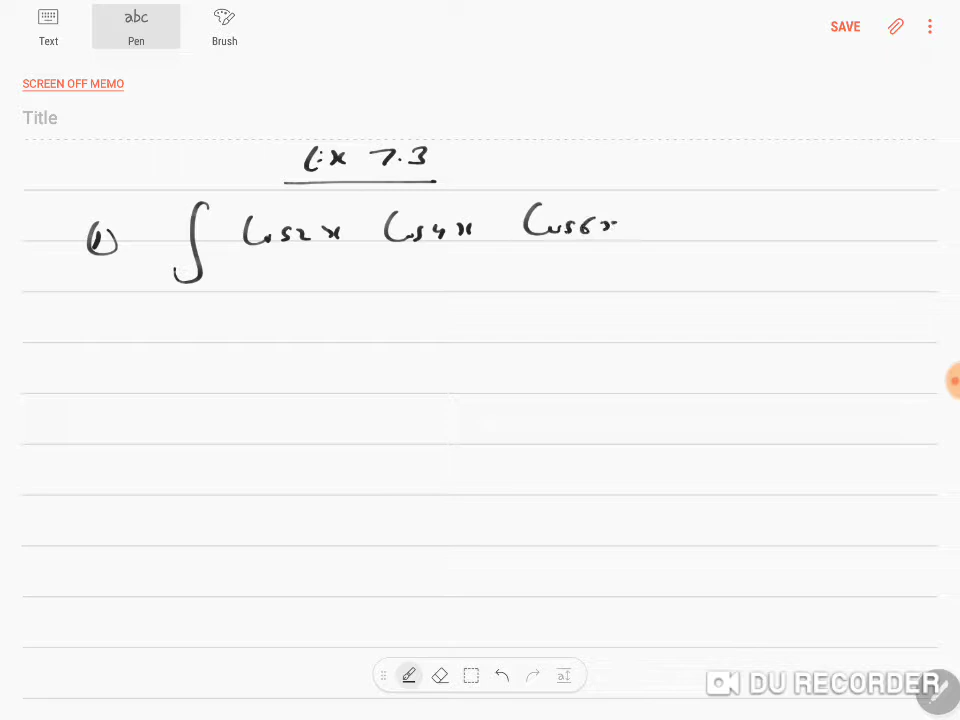 Text abc Pen Brush SAVE
SCREEN OFF MEMO
Title
Ex 7.3
① ∫ Cos2x Cos4x Cos6x
DU RECORDER